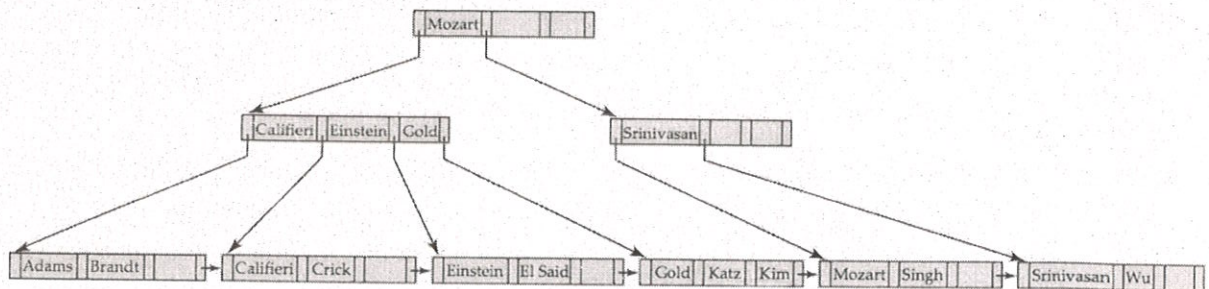 Mozart
Califieri Einstein Gold
Srinivasan
Adams Brandt
Califieri Crick
Einstein El Said
Gold Katz Kim
Mozart Singh
Srinivasan Wu